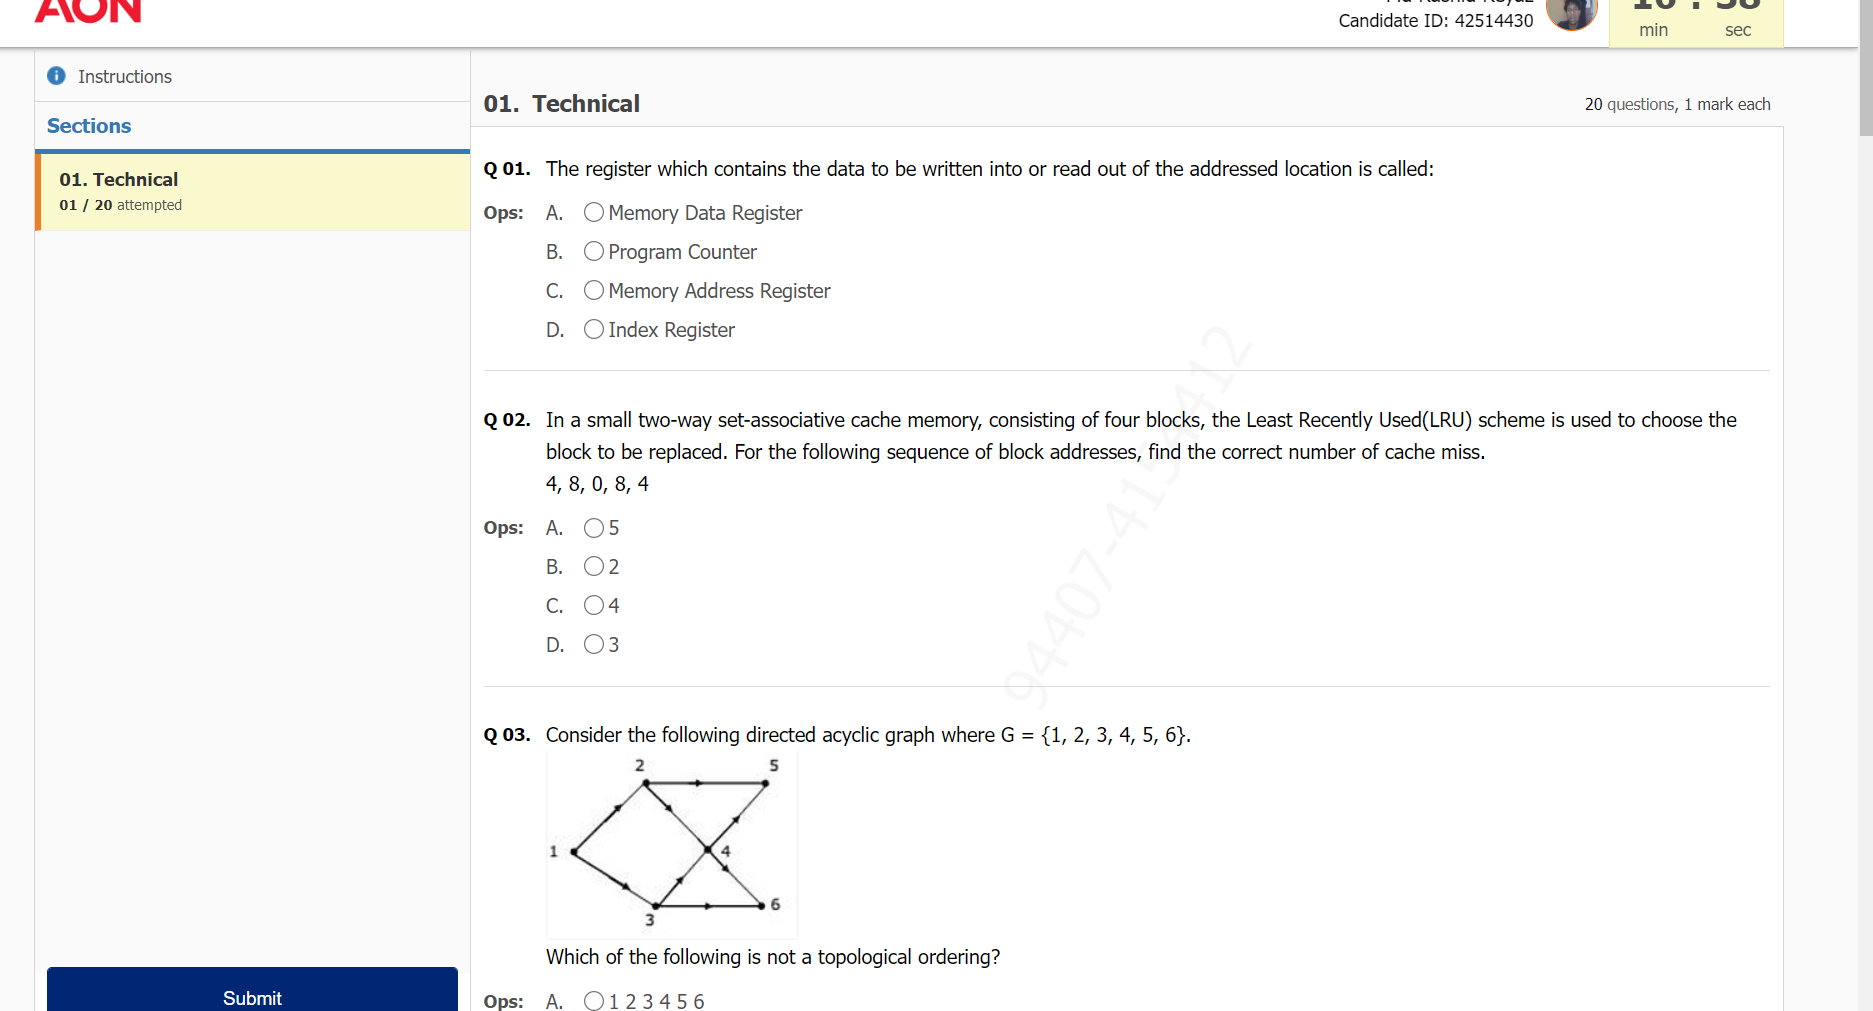 AON
Candidate ID: 42514430
min sec
Instructions
Sections
01. Technical
01 / 20 attempted
Submit
01. Technical
20 questions, 1 mark each
Q 01. The register which contains the data to be written into or read out of the addressed location is called:
Ops: A. Memory Data Register
B. Program Counter
C. Memory Address Register
D. Index Register
Q 02. In a small two-way set-associative cache memory, consisting of four blocks, the Least Recently Used(LRU) scheme is used to choose the
block to be replaced. For the following sequence of block addresses, find the correct number of cache miss.
4, 8, 0, 8, 4
Ops: A. 5
B. 2
C. 4
D. 3
Q 03. Consider the following directed acyclic graph where G = {1, 2, 3, 4, 5, 6}.
2 5
1 4
3 6
Which of the following is not a topological ordering?
Ops: A. 1 2 3 4 5 6